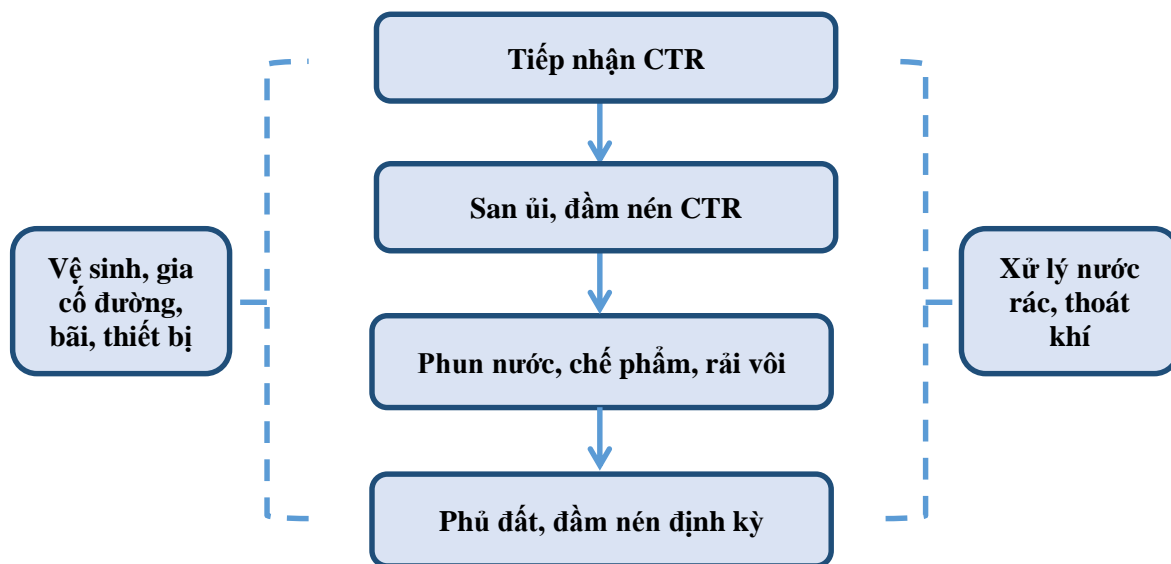 Tiếp nhận CTR
San ủi, đầm nén CTR
Vệ sinh, gia
cố đường,
bãi, thiết bị
Xử lý nước
rác, thoát
khí
Phun nước, chế phẩm, rải vôi
Phủ đất, đầm nén định kỳ